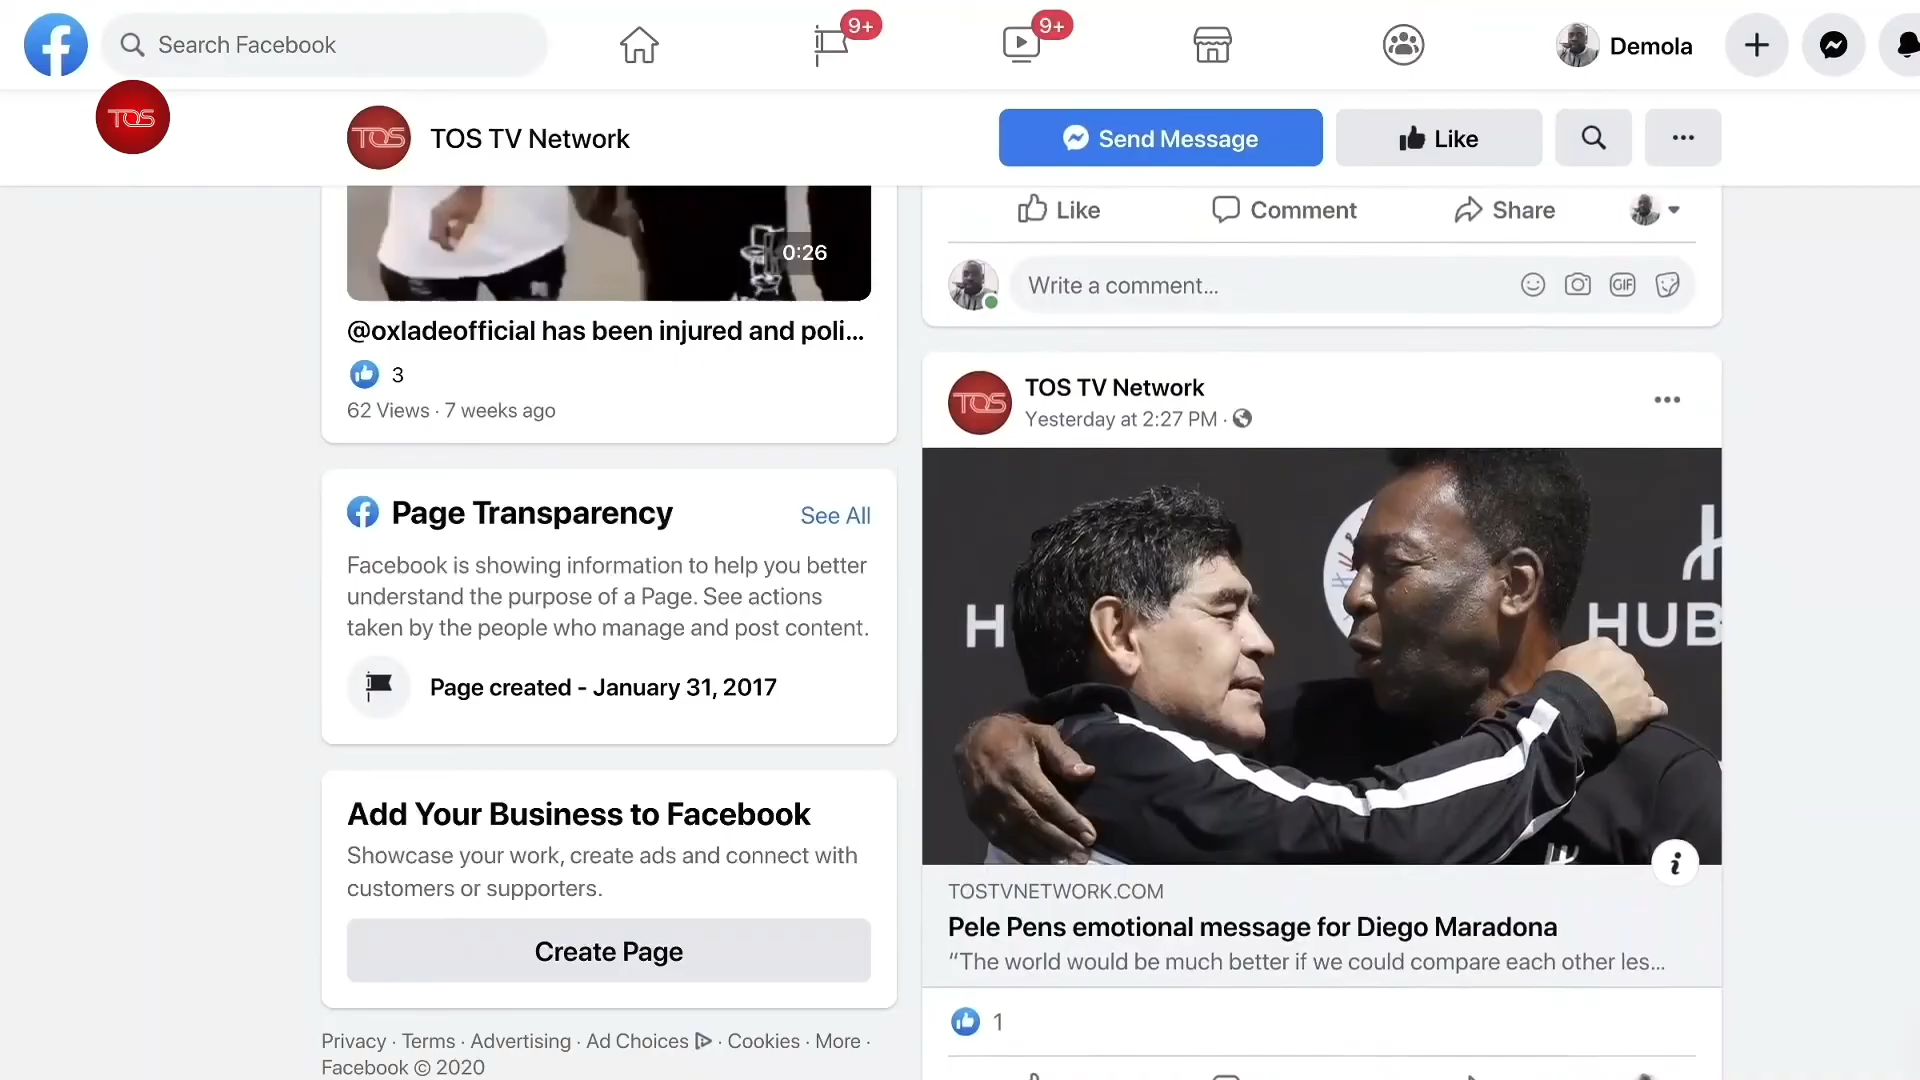 Search Facebook
9+
9+
Demola
TOS
TOS
TOS TV Network
Send Message
Like
0:26
@oxladeofficial has been injured and poli...
3
62 Views · 7 weeks ago
Page Transparency
See All
Facebook is showing information to help you better
understand the purpose of a Page. See actions
taken by the people who manage and post content.
Page created - January 31, 2017
Add Your Business to Facebook
Showcase your work, create ads and connect with
customers or supporters.
Create Page
Privacy · Terms · Advertising · Ad Choices · Cookies · More ·
Facebook © 2020
Like
Comment
Share
Write a comment...
GIF
TOS
TOS TV Network
Yesterday at 2:27 PM ·
H
HUB
TOSTVNETWORK.COM
Pele Pens emotional message for Diego Maradona
“The world would be much better if we could compare each other les...
1